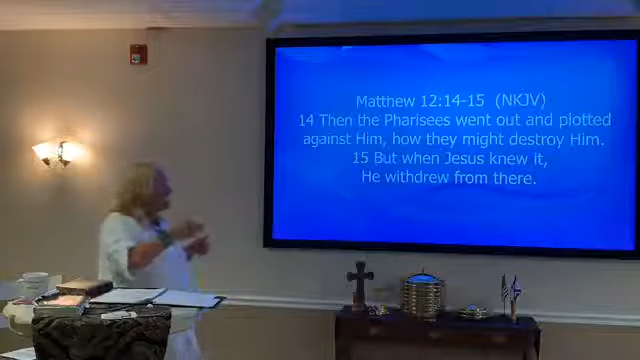 Matthew 12:14-15 (NKJV)
14 Then the Pharisees went out and plotted
against Him, how they might destroy Him.
15 But when Jesus knew it,
He withdrew from there.